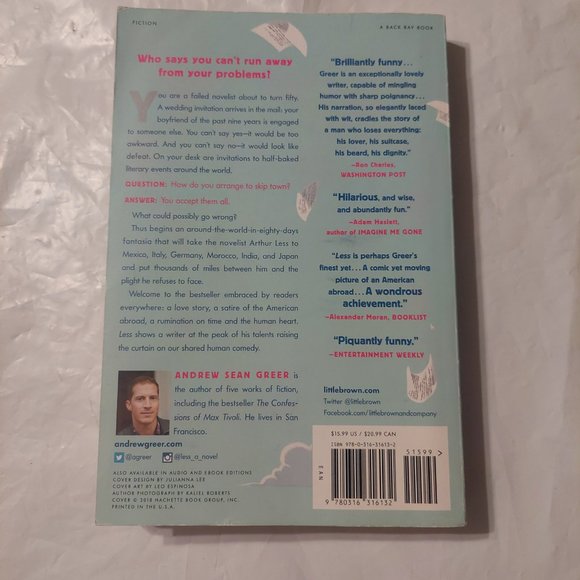 FICTION
A BACK BAY BOOK
Who says you can't run away
from your problems?
You are a failed novelist about to turn fifty.
A wedding invitation arrives in the mail: your
boyfriend of the past nine years is engaged
to someone else. You can't say yes—it would be too
awkward. And you can't say no—it would look like
defeat. On your desk are invitations to half-baked
literary events around the world.
QUESTION: How do you arrange to skip town?
ANSWER: You accept them all.
What could possibly go wrong?
Thus begins an around-the-world-in-eighty-days
fantasia that will take the novelist Arthur Less to
Mexico, Italy, Germany, Morocco, India, and Japan
and put thousands of miles between him and the
plight he refuses to face.
Welcome to the bestseller embraced by readers
everywhere: a love story, a satire of the American
abroad, a rumination on time and the human heart.
Less shows a writer at the peak of his talents raising
the curtain on our shared human comedy.
ANDREW SEAN GREER is
the author of five works of fiction,
including the bestseller The Confes-
sions of Max Tivoli. He lives in San
Francisco.
andrewgreer.com
@agreer @less_a_novel
ALSO AVAILABLE IN AUDIO AND EBOOK EDITIONS
COVER DESIGN BY JULIANNA LEE
COVER ART BY LEO ESPINOSA
AUTHOR PHOTOGRAPH BY KALIEL ROBERTS
COVER © 2018 HACHETTE BOOK GROUP, INC.
PRINTED IN THE U.S.A.
"Brilliantly funny...
Greer is an exceptionally lovely
writer, capable of mingling
humor with sharp poignancy...
His narration, so elegantly laced
with wit, cradles the story of
a man who loses everything:
his lover, his suitcase,
his beard, his dignity."
—Ron Charles,
WASHINGTON POST
"Hilarious, and wise,
and abundantly fun."
—Adam Haslett,
author of IMAGINE ME GONE
"Less is perhaps Greer's
finest yet... A comic yet moving
picture of an American
abroad... A wondrous
achievement."
—Alexander Moran, BOOKLIST
"Piquantly funny."
—ENTERTAINMENT WEEKLY
littlebrown.com
Twitter @littlebrown
Facebook.com/littlebrownandcompany
$15.99 US / $20.99 CAN
ISBN 978-0-316-31613-2
51599>
EAN
9 780316 316132